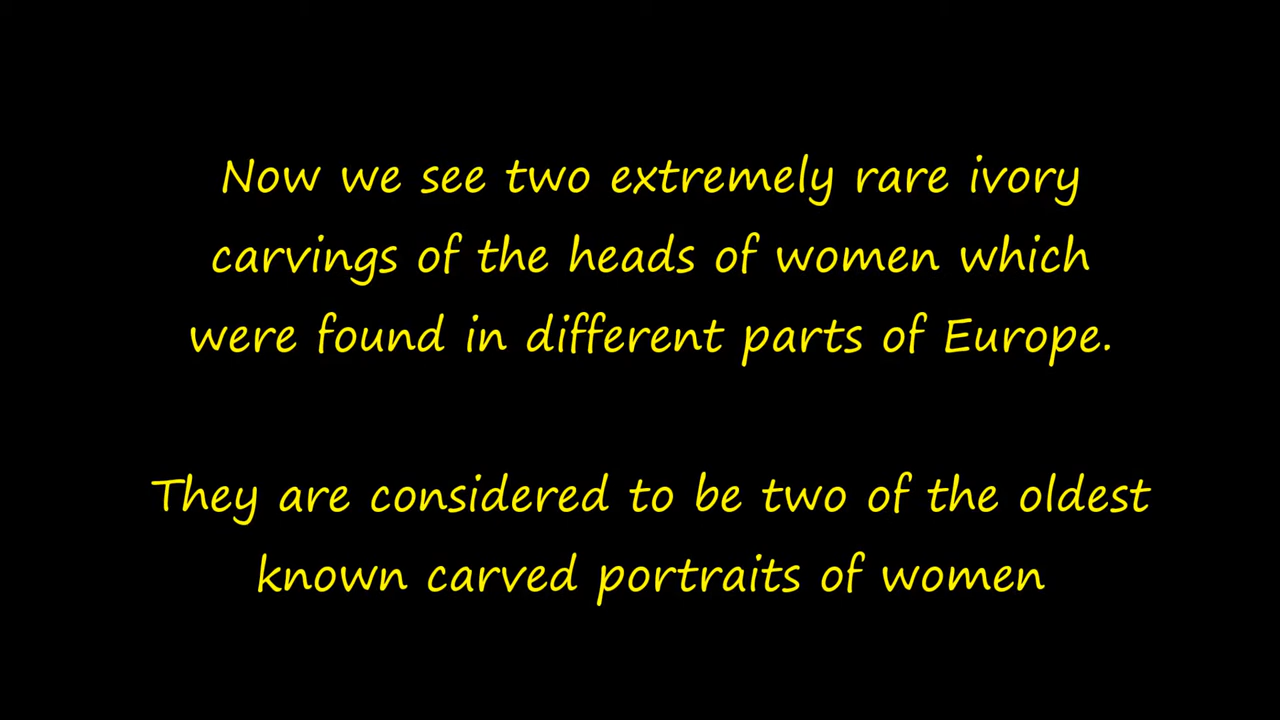 Now we see two extremely rare ivory
carvings of the heads of women which
were found in different parts of Europe.
They are considered to be two of the oldest
known carved portraits of women